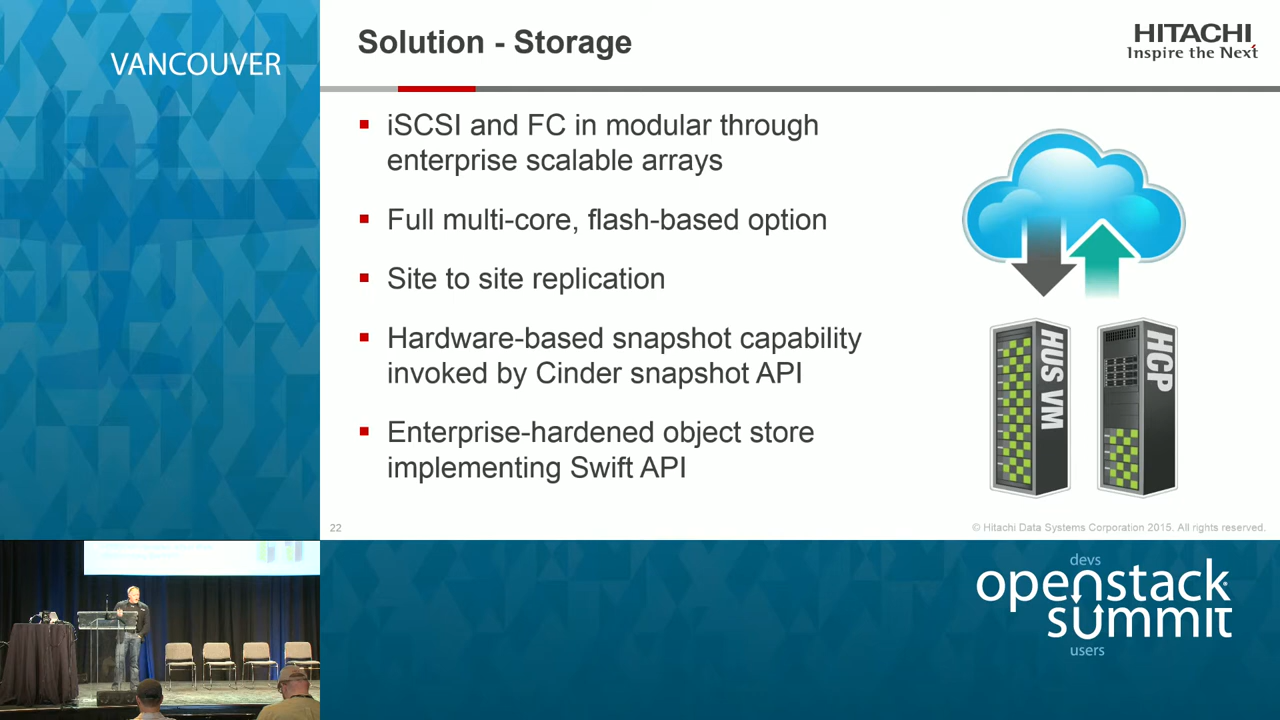 VANCOUVER
Solution - Storage
HITACHI
Inspire the Next
iSCSI and FC in modular through
enterprise scalable arrays
Full multi-core, flash-based option
Site to site replication
Hardware-based snapshot capability
invoked by Cinder snapshot API
Enterprise-hardened object store
implementing Swift API
HUS VM
HCP
22
© Hitachi Data Systems Corporation 2015. All rights reserved.
devs
openstack
summit
users